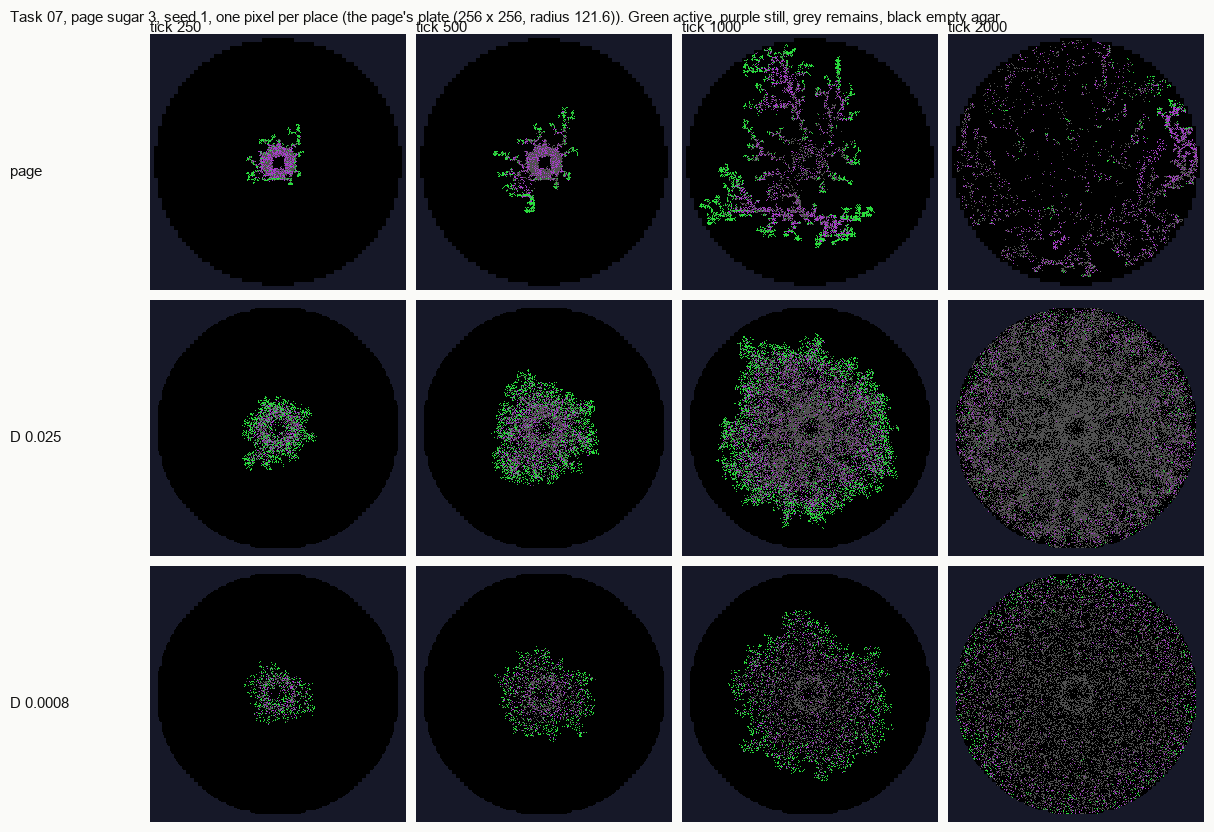 Task 07, page sugar 3, seed 1, one pixel per place (the page's plate (256 x 256, radius 121.6)). Green active, purple still, grey remains, black empty agar.
tick 250 tick 500 tick 1000 tick 2000
page
D 0.025
D 0.0008